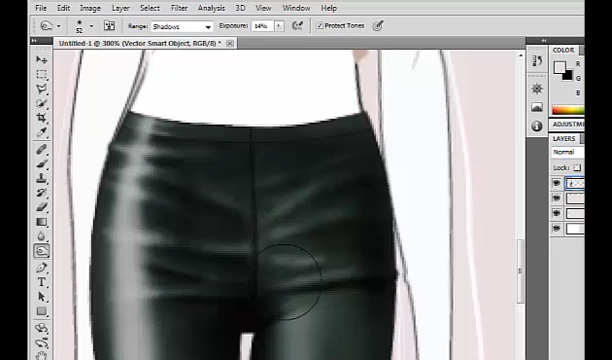 File Edit Image Layer Select Filter Analysis 3D View Window Help
52 Range: Shadows Exposure: 14% Protect Tones
Untitled-1 @ 300% (Vector Smart Object, RGB/8) *
COLOR
R
G
B
ADJUSTM
LAYERS
Normal
Lock: